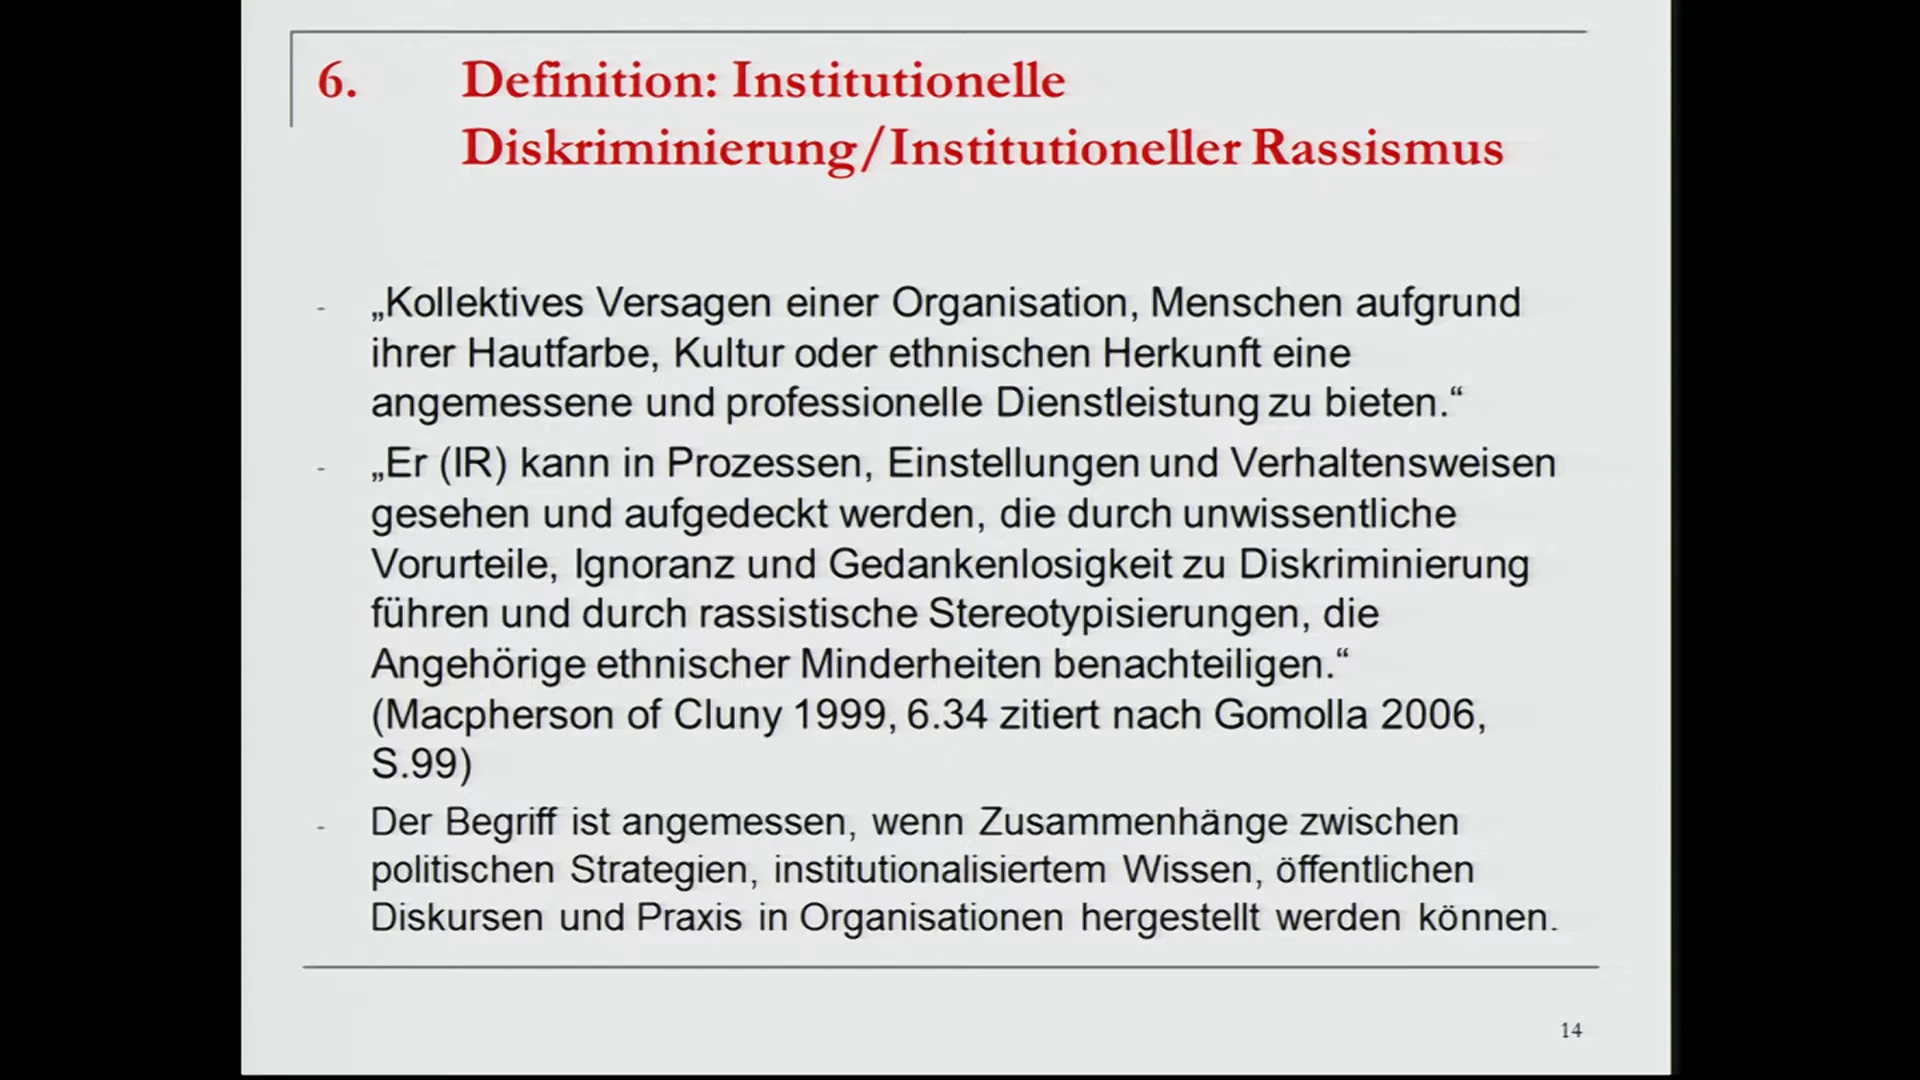 6. Definition: Institutionelle
Diskriminierung/Institutioneller Rassismus
- „Kollektives Versagen einer Organisation, Menschen aufgrund
ihrer Hautfarbe, Kultur oder ethnischen Herkunft eine
angemessene und professionelle Dienstleistung zu bieten.“
- „Er (IR) kann in Prozessen, Einstellungen und Verhaltensweisen
gesehen und aufgedeckt werden, die durch unwissentliche
Vorurteile, Ignoranz und Gedankenlosigkeit zu Diskriminierung
führen und durch rassistische Stereotypisierungen, die
Angehörige ethnischer Minderheiten benachteiligen.“
(Macpherson of Cluny 1999, 6.34 zitiert nach Gomolla 2006,
S.99)
- Der Begriff ist angemessen, wenn Zusammenhänge zwischen
politischen Strategien, institutionalisiertem Wissen, öffentlichen
Diskursen und Praxis in Organisationen hergestellt werden können.
14